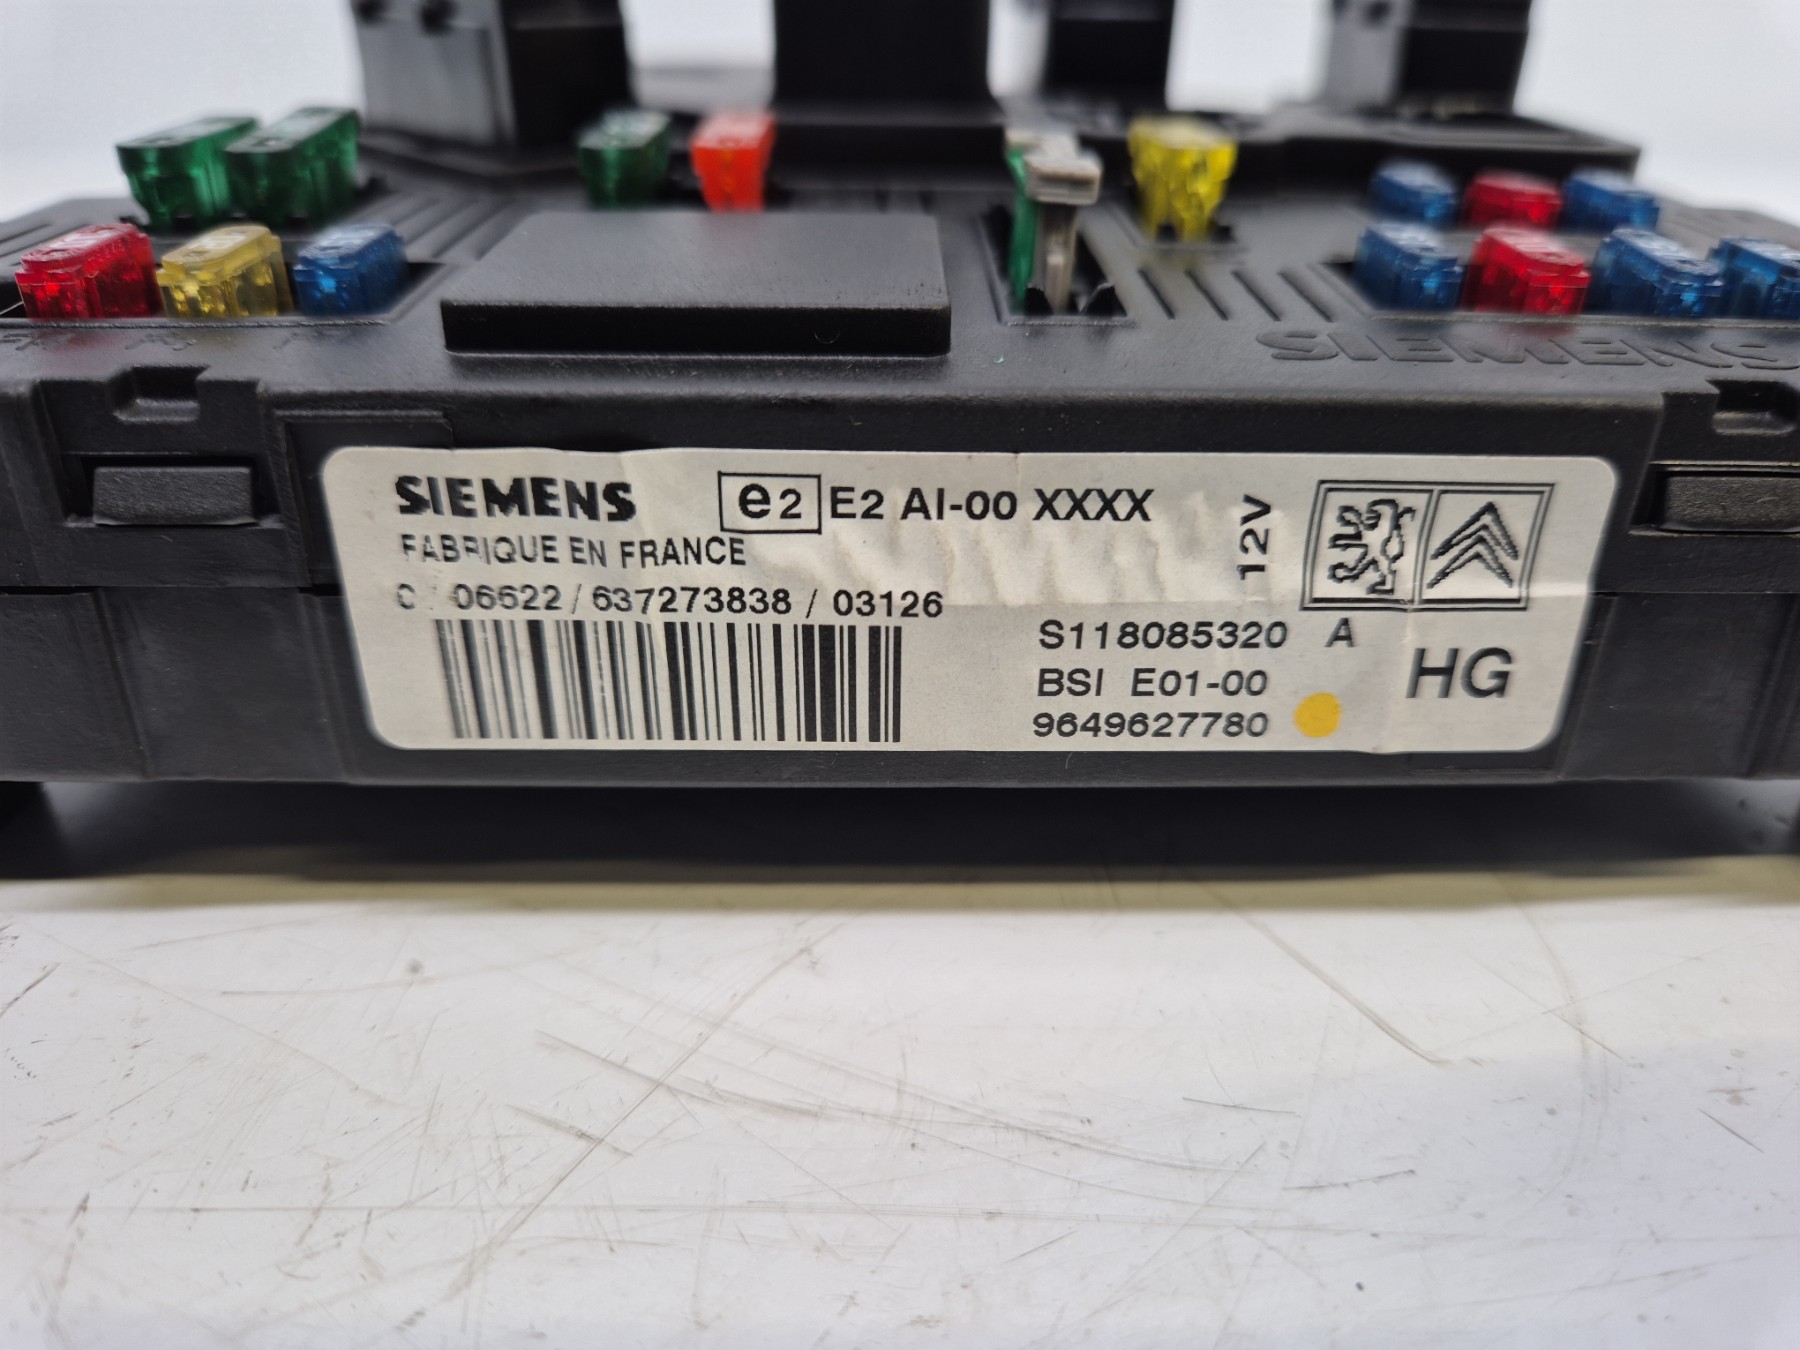 SIEMENS
SIEMENS
e2 E2 AI-00 XXXX
FABRIQUE EN FRANCE
06622 / 637273838 / 03126
12V
S118085320 A
BSI E01-00
9649627780
HG